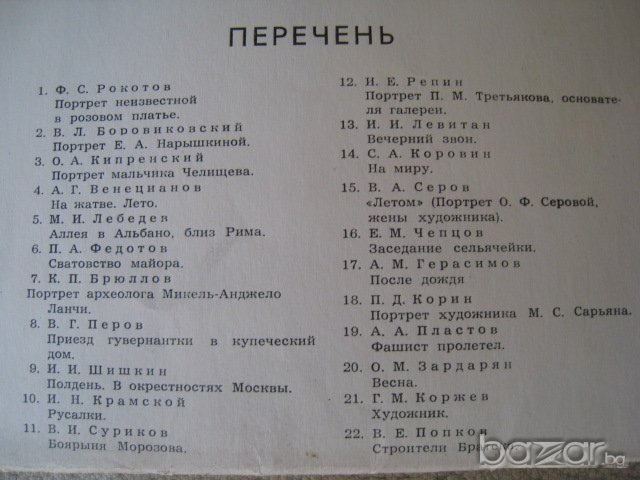 ПЕРЕЧЕНЬ
1. Ф. С. Рокотов
Портрет неизвестной
в розовом платье.
2. В. Л. Боровиковский
Портрет Е. А. Нарышкиной.
3. О. А. Кипренский
Портрет мальчика Челищева.
4. А. Г. Венецианов
На жатве. Лето.
5. М. И. Лебедев
Аллея в Альбано, близ Рима.
6. П. А. Федотов
Сватовство майора.
7. К. П. Брюллов
Портрет археолога Микель-Анджело
Ланчи.
8. В. Г. Перов
Приезд гувернантки в купеческий
дом.
9. И. И. Шишкин
Полдень. В окрестностях Москвы.
10. И. Н. Крамской
Русалки.
11. В. И. Суриков
Боярыня Морозова.
12. И. Е. Репин
Портрет П. М. Третьякова, основате-
ля галереи.
13. И. И. Левитан
Вечерний звон.
14. С. А. Коровин
На миру.
15. В. А. Серов
«Летом» (Портрет О. Ф. Серовой,
жены художника).
16. Е. М. Чепцов
Заседание сельячейки.
17. А. М. Герасимов
После дождя
18. П. Д. Корин
Портрет художника М. С. Сарьяна.
19. А. А. Пластов
Фашист пролетел.
20. О. М. Зардарян
Весна.
21. Г. М. Коржев
Художник.
22. В. Е. Попков
Строители
bazar.bg